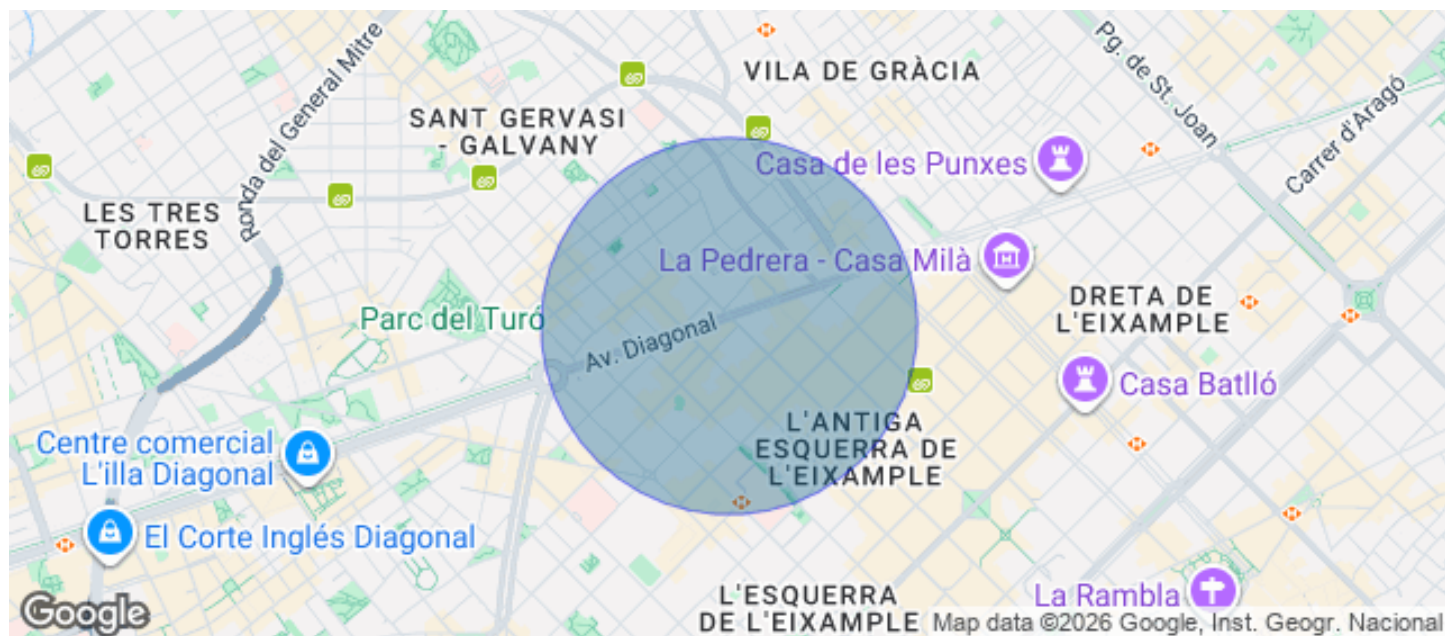 Ronda del General Mitre
Pg. de St. Joan
VILA DE GRÀCIA
Carrer d'Aragó
SANT GERVASI
- GALVANY
Casa de les Punxes
LES TRES
TORRES
La Pedrera - Casa Milà
DRETA DE
L'EIXAMPLE
Parc del Turó
Av. Diagonal
Casa Batlló
L'ANTIGA
ESQUERRA DE
L'EIXAMPLE
Centre comercial
L'illa Diagonal
El Corte Inglés Diagonal
L'ESQUERRA
DE L'EIXAMPLE
La Rambla
Google
Map data ©2026 Google, Inst. Geogr. Nacional